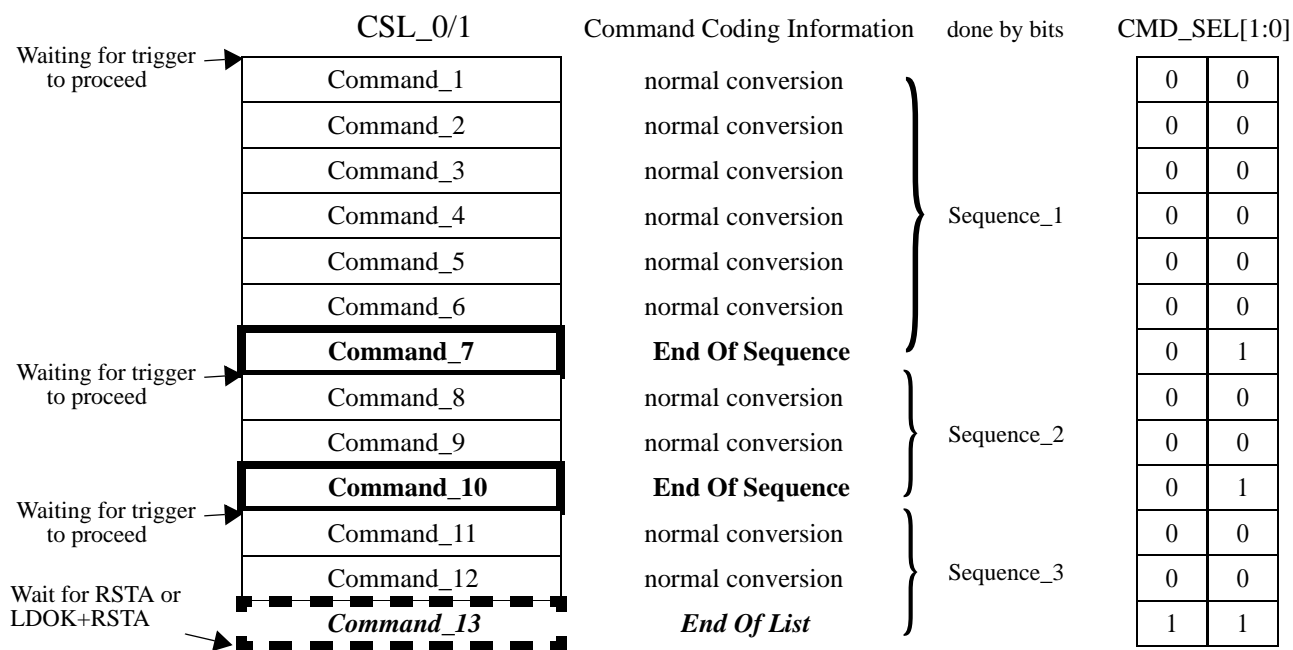 CSL_0/1 Command Coding Information done by bits CMD_SEL[1:0]
Waiting for trigger
to proceed
Command_1 normal conversion 0 0
Command_2 normal conversion 0 0
Command_3 normal conversion 0 0
Command_4 normal conversion Sequence_1 0 0
Command_5 normal conversion 0 0
Command_6 normal conversion 0 0
Command_7 End Of Sequence 0 1
Waiting for trigger
to proceed
Command_8 normal conversion 0 0
Command_9 normal conversion Sequence_2 0 0
Command_10 End Of Sequence 0 1
Waiting for trigger
to proceed
Command_11 normal conversion 0 0
Command_12 normal conversion Sequence_3 0 0
Wait for RSTA or
LDOK+RSTA
Command_13 End Of List 1 1